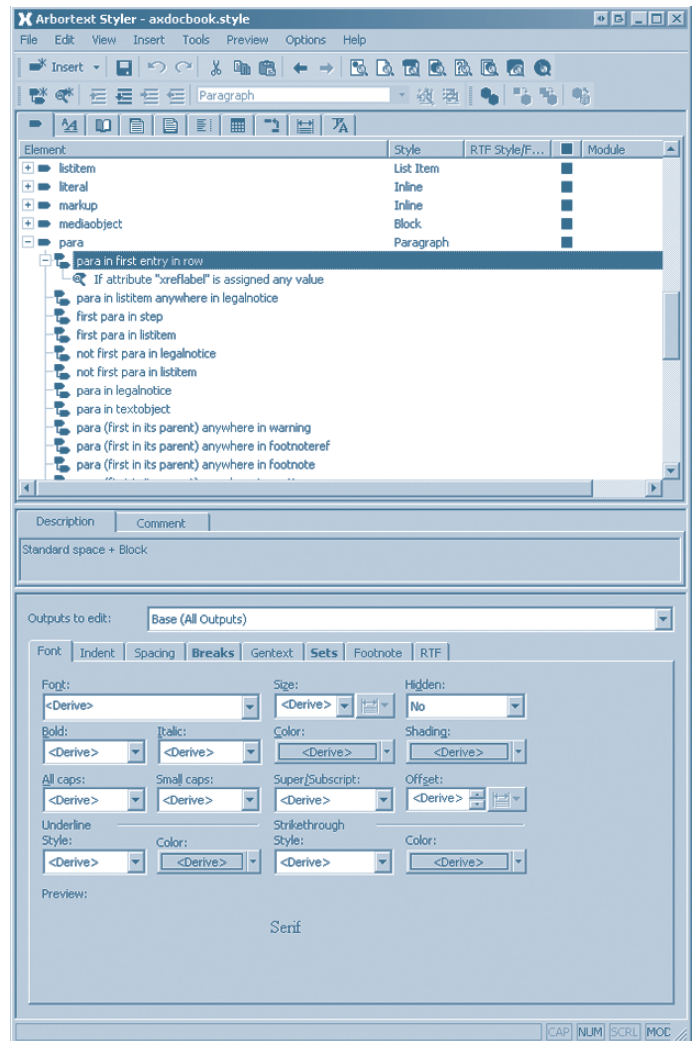 Arbortext Styler - axdocbook.style
File Edit View Insert Tools Preview Options Help
Insert
Paragraph
Element Style RTF Style/F... Module
listitem List Item
literal Inline
markup Inline
mediaobject Block
para Paragraph
para in first entry in row
If attribute "xreflabel" is assigned any value
para in listitem anywhere in legalnotice
first para in step
first para in listitem
not first para in legalnotice
not first para in listitem
para in legalnotice
para in textobject
para (first in its parent) anywhere in warning
para (first in its parent) anywhere in footnoteref
para (first in its parent) anywhere in footnote
Description Comment
Standard space + Block
Outputs to edit: Base (All Outputs)
Font Indent Spacing Breaks Gentext Sets Footnote RTF
Font: Size: Hidden:
<Derive> <Derive> No
Bold: Italic: Color: Shading:
<Derive> <Derive> <Derive> <Derive>
All caps: Small caps: Super/Subscript: Offset:
<Derive> <Derive> <Derive> <Derive>
Underline Strikethrough
Style: Color: Style: Color:
<Derive> <Derive> <Derive> <Derive>
Preview:
Serif
CAP NUM SCRL MOD